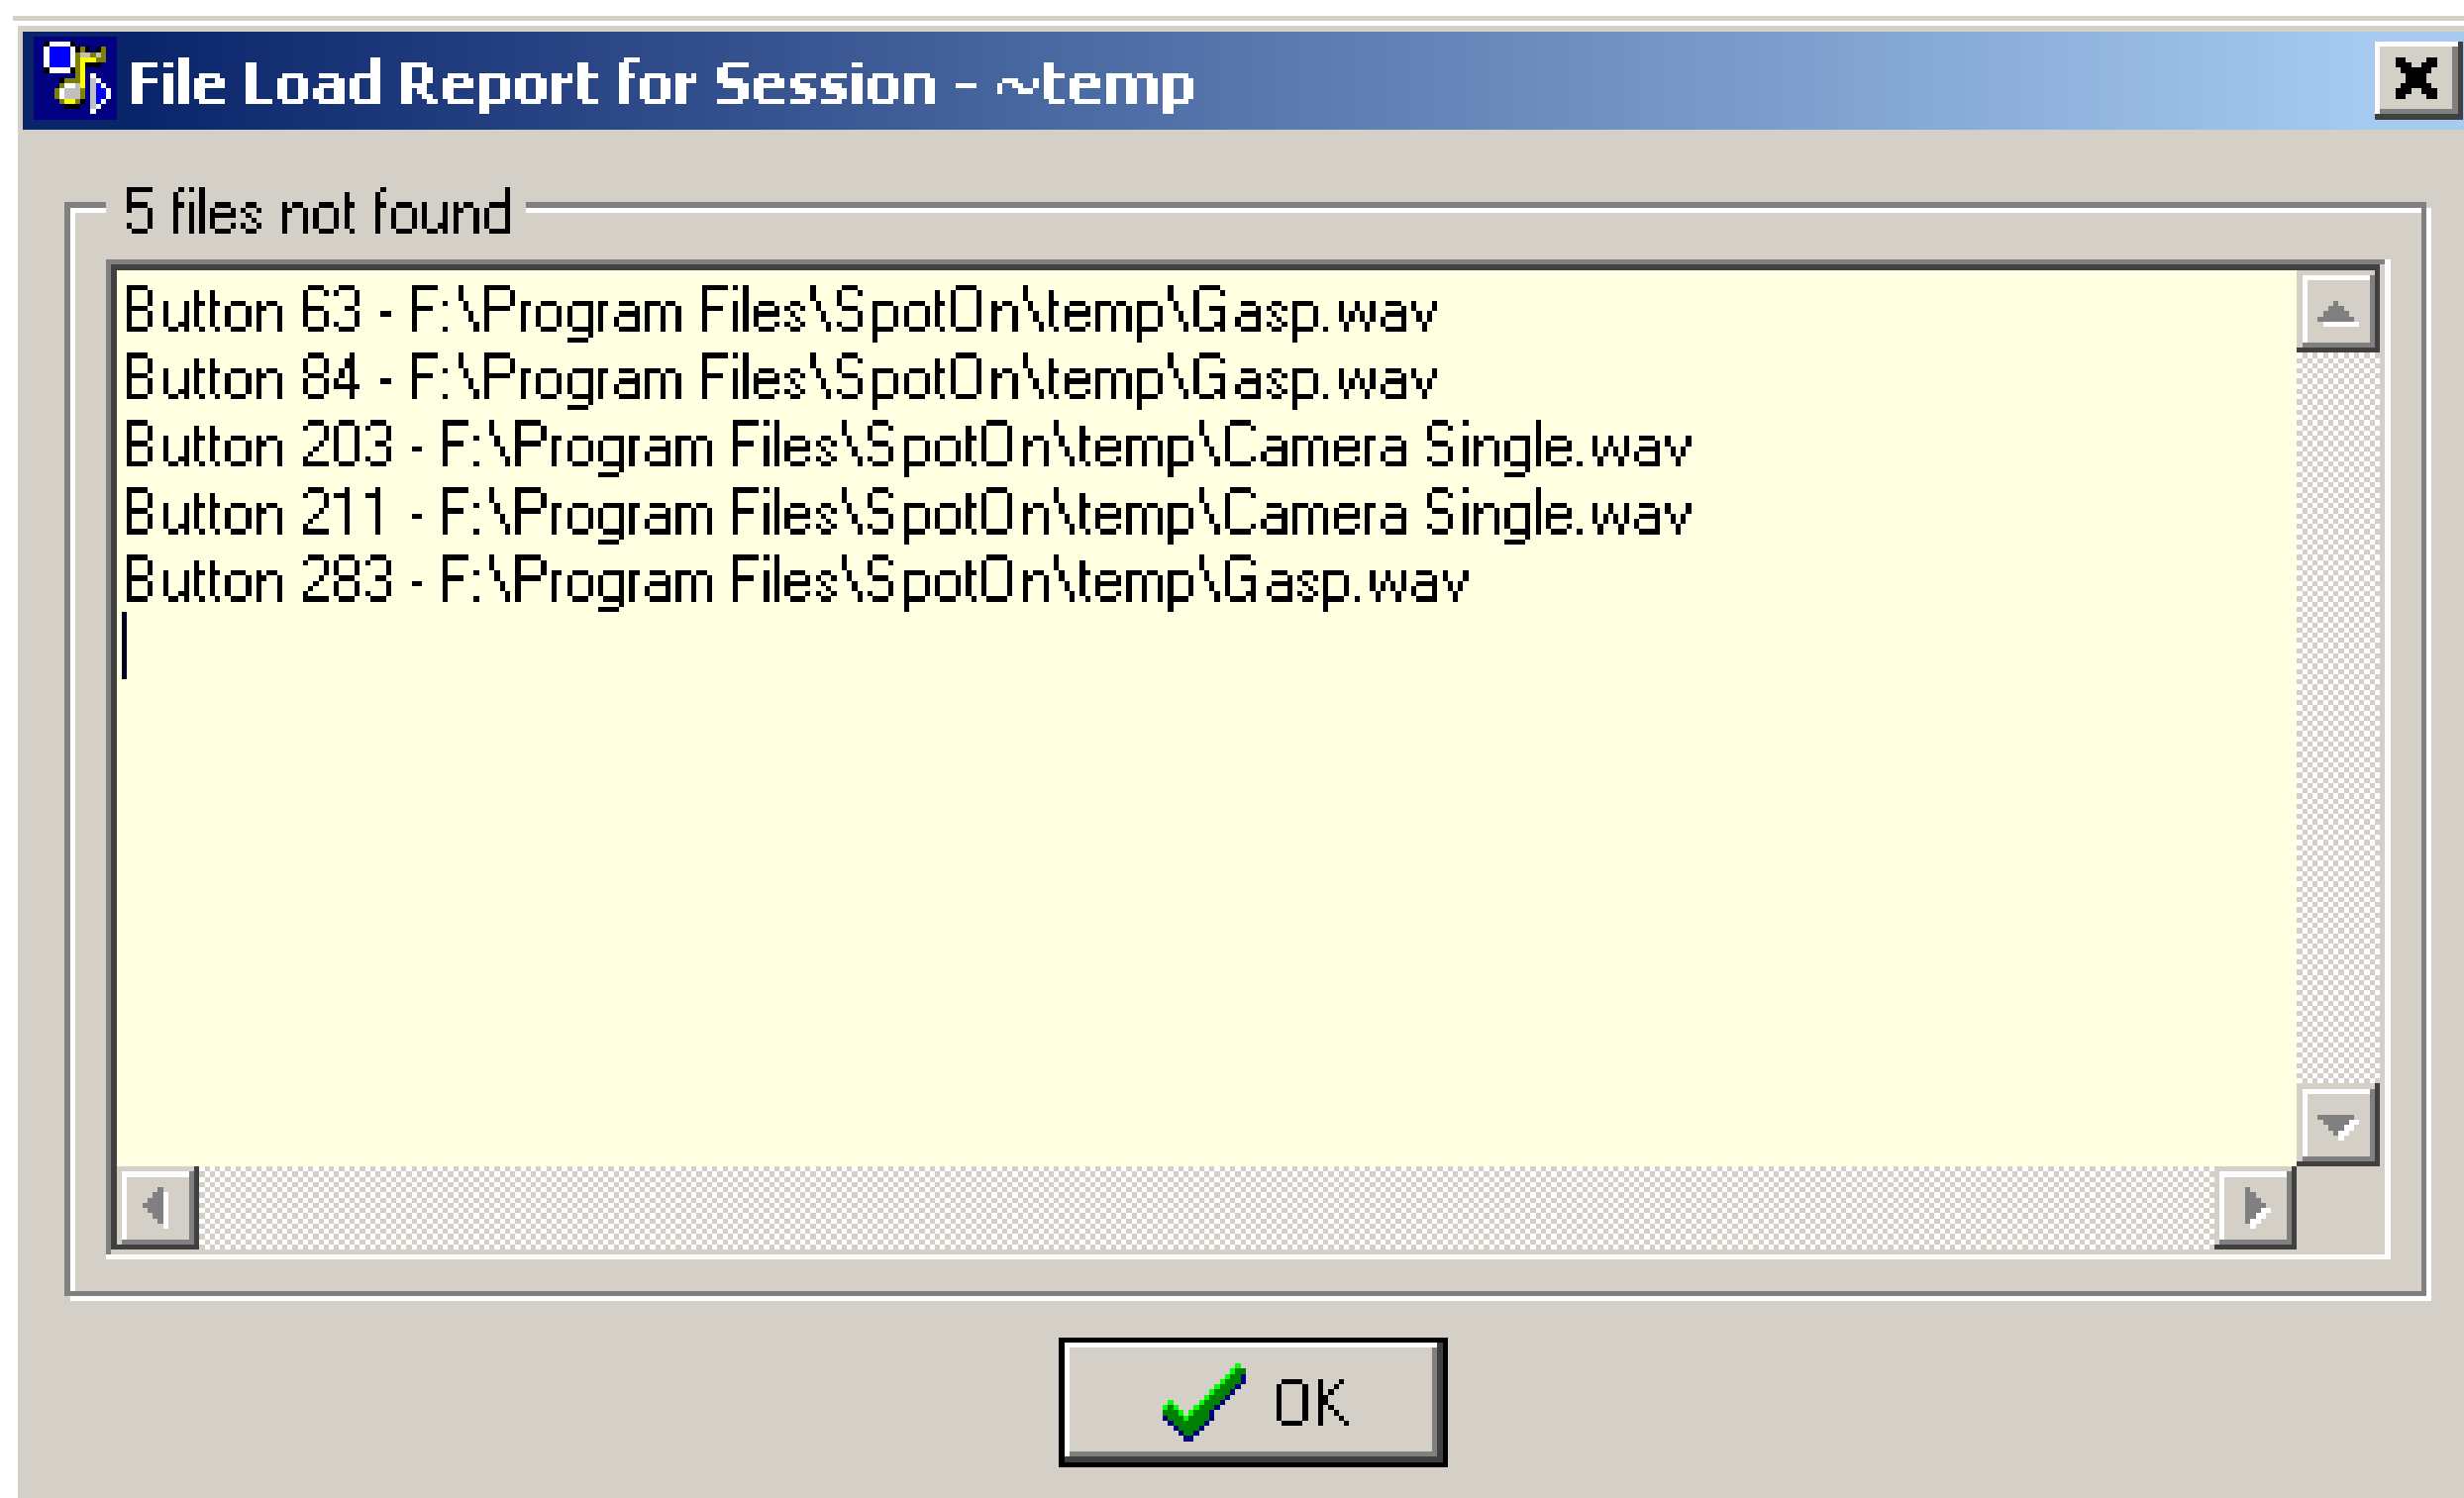 File Load Report for Session - ~temp
5 files not found
Button 63 - F:\Program Files\SpotOn\temp\Gasp.wav
Button 84 - F:\Program Files\SpotOn\temp\Gasp.wav
Button 203 - F:\Program Files\SpotOn\temp\Camera Single.wav
Button 211 - F:\Program Files\SpotOn\temp\Camera Single.wav
Button 283 - F:\Program Files\SpotOn\temp\Gasp.wav
OK